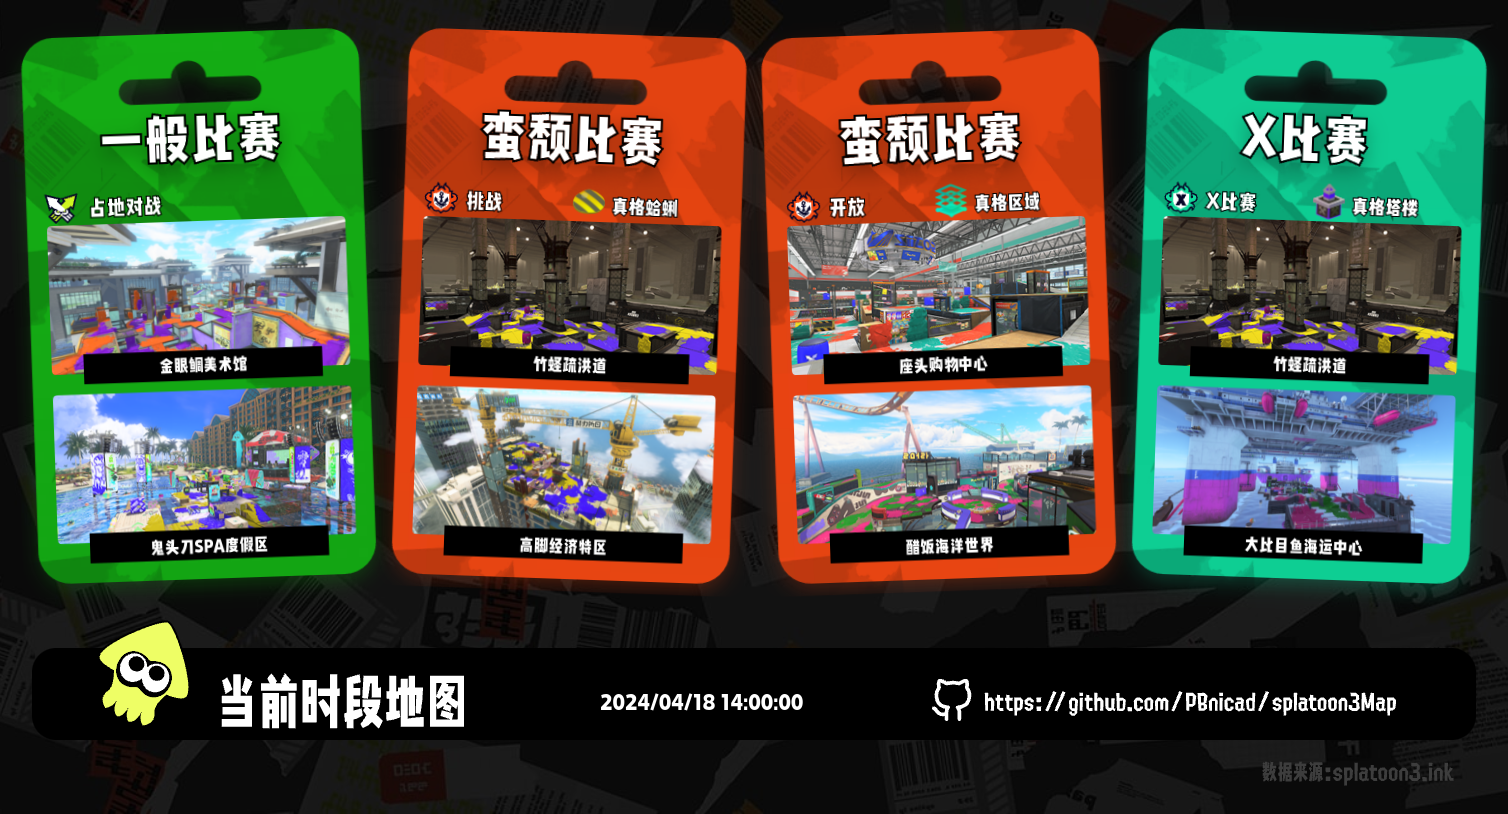 一般比赛
占地对战
金眼鲷美术馆
鬼头刀SPA度假区
蛮颓比赛
挑战
真格蛤蜊
竹蛏疏洪道
高脚经济特区
蛮颓比赛
开放
真格区域
座头购物中心
醋饭海洋世界
X比赛
X比赛
真格塔楼
竹蛏疏洪道
大比目鱼海运中心
当前时段地图
2024/04/18 14:00:00
https://github.com/PBnicad/splatoon3Map
数据来源:splatoon3.ink